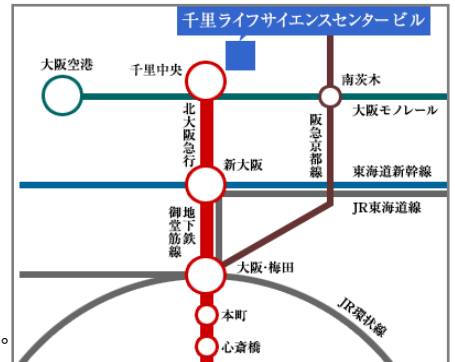 千里ライフサイエンスセンタービル
大阪空港
千里中央
南茨木
大阪モノレール
北大阪急行
阪急京都線
新大阪
東海道新幹線
JR東海道線
地下鉄
御堂筋線
大阪・梅田
JR環状線
本町
心斎橋
。